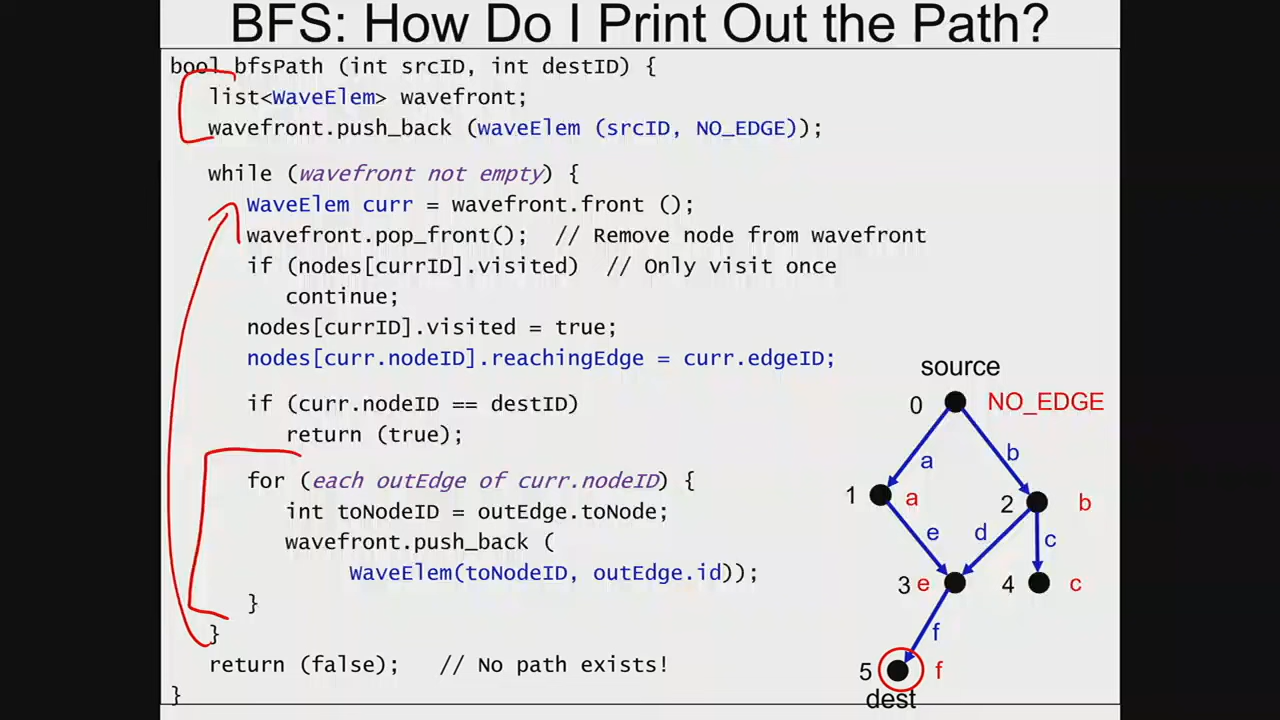 BFS: How Do I Print Out the Path?
bool bfsPath (int srcID, int destID) {
list<WaveElem> wavefront;
wavefront.push_back (waveElem (srcID, NO_EDGE));
while (wavefront not empty) {
WaveElem curr = wavefront.front ();
wavefront.pop_front(); // Remove node from wavefront
if (nodes[currID].visited) // Only visit once
continue;
nodes[currID].visited = true;
nodes[curr.nodeID].reachingEdge = curr.edgeID;
if (curr.nodeID == destID)
return (true);
for (each outEdge of curr.nodeID) {
int toNodeID = outEdge.toNode;
wavefront.push_back (
WaveElem(toNodeID, outEdge.id));
}
}
return (false); // No path exists!
}
source
0 NO_EDGE
a b
1 a 2 b
e d c
3 e 4 c
f
5 f
dest